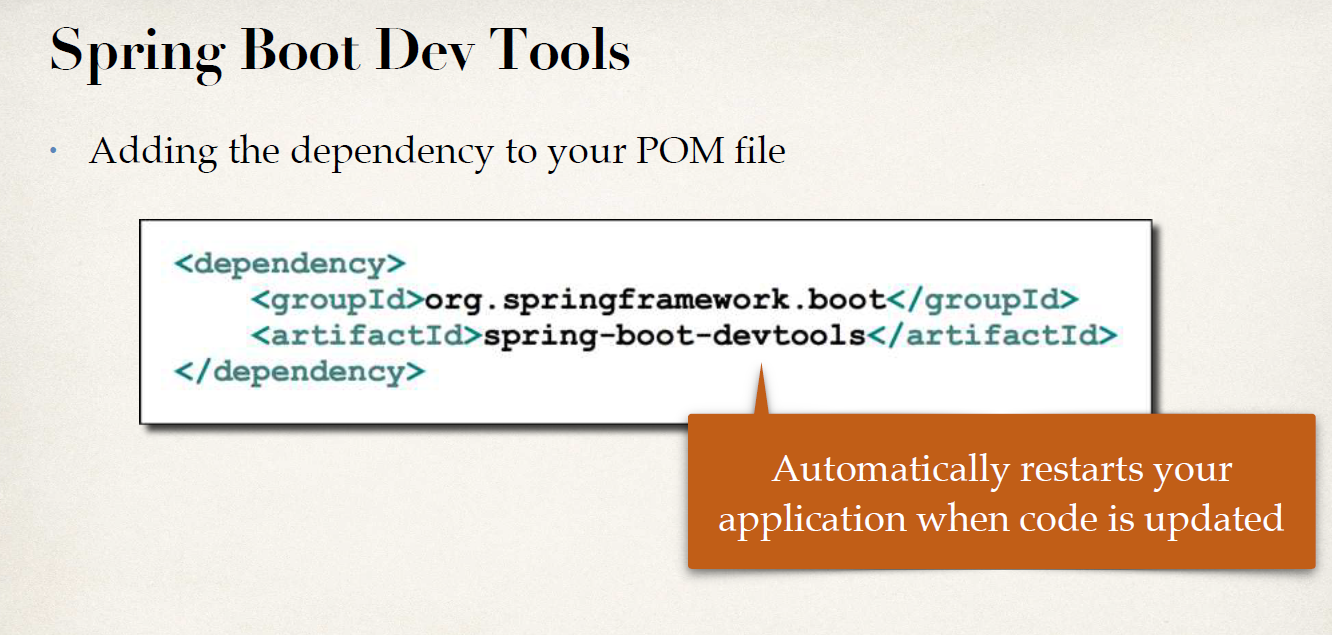 Spring Boot Dev Tools
• Adding the dependency to your POM file
<dependency>
<groupId>org.springframework.boot</groupId>
<artifactId>spring-boot-devtools</artifactId>
</dependency>
Automatically restarts your
application when code is updated